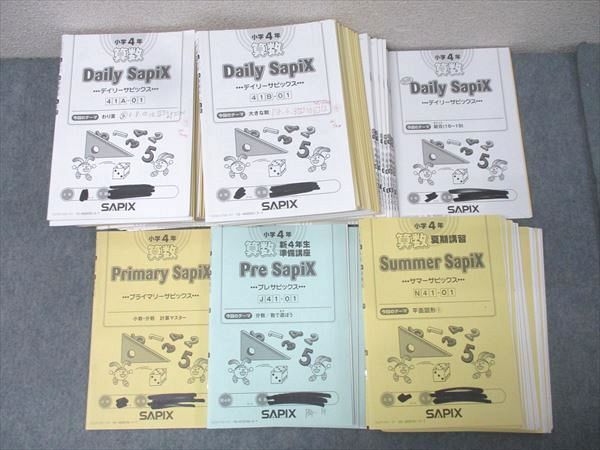 小学4年
算数
Daily SapiX
•••デイリーサピックス•••
41A-01
今回のテーマ わり算
SAPIX
小学4年
算数
Daily SapiX
•••デイリーサピックス•••
41B-01
今回のテーマ 大きな数
SAPIX
小学4年
算数
Daily SapiX
•••デイリーサピックス•••
今回のテーマ
SAPIX
小学4年
算数
Primary SapiX
•••プライマリーサピックス•••
小数・分数 計算マスター
SAPIX
小学4年
算数 新4年生準備講座
Pre SapiX
•••プレサピックス•••
J41-01
今回のテーマ 分数/数で遊ぼう
SAPIX
小学4年
算数 夏期講習
Summer SapiX
•••サマーサピックス•••
N41-01
今回のテーマ 平面図形①
SAPIX